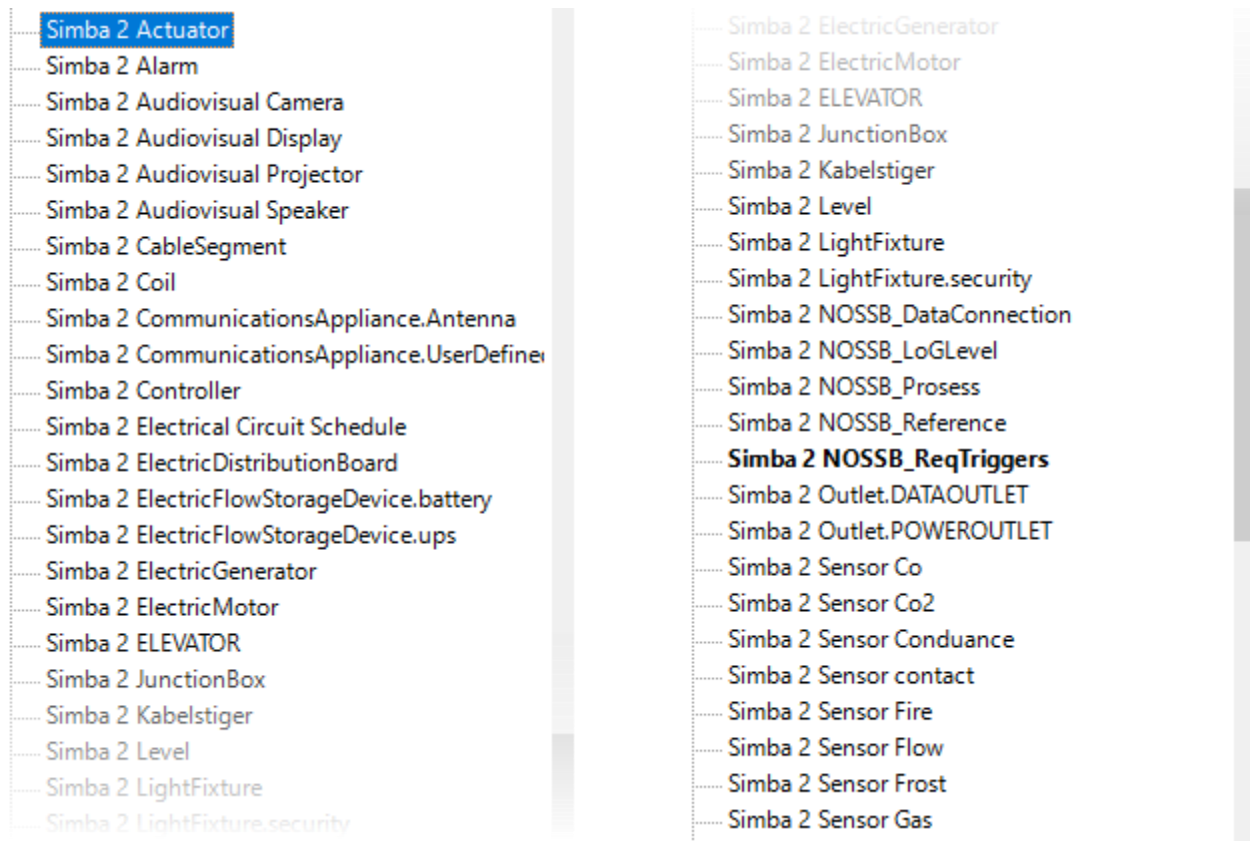 Simba 2 Actuator
Simba 2 Alarm
Simba 2 Audiovisual Camera
Simba 2 Audiovisual Display
Simba 2 Audiovisual Projector
Simba 2 Audiovisual Speaker
Simba 2 CableSegment
Simba 2 Coil
Simba 2 CommunicationsAppliance.Antenna
Simba 2 CommunicationsAppliance.UserDefine
Simba 2 Controller
Simba 2 Electrical Circuit Schedule
Simba 2 ElectricDistributionBoard
Simba 2 ElectricFlowStorageDevice.battery
Simba 2 ElectricFlowStorageDevice.ups
Simba 2 ElectricGenerator
Simba 2 ElectricMotor
Simba 2 ELEVATOR
Simba 2 JunctionBox
Simba 2 Kabelstiger
Simba 2 Level
Simba 2 LightFixture
Simba 2 LightFixture.security
Simba 2 ElectricGenerator
Simba 2 ElectricMotor
Simba 2 ELEVATOR
Simba 2 JunctionBox
Simba 2 Kabelstiger
Simba 2 Level
Simba 2 LightFixture
Simba 2 LightFixture.security
Simba 2 NOSSB_DataConnection
Simba 2 NOSSB_LoGLevel
Simba 2 NOSSB_Prosess
Simba 2 NOSSB_Reference
Simba 2 NOSSB_ReqTriggers
Simba 2 Outlet.DATAOUTLET
Simba 2 Outlet.POWEROUTLET
Simba 2 Sensor Co
Simba 2 Sensor Co2
Simba 2 Sensor Conduance
Simba 2 Sensor contact
Simba 2 Sensor Fire
Simba 2 Sensor Flow
Simba 2 Sensor Frost
Simba 2 Sensor Gas